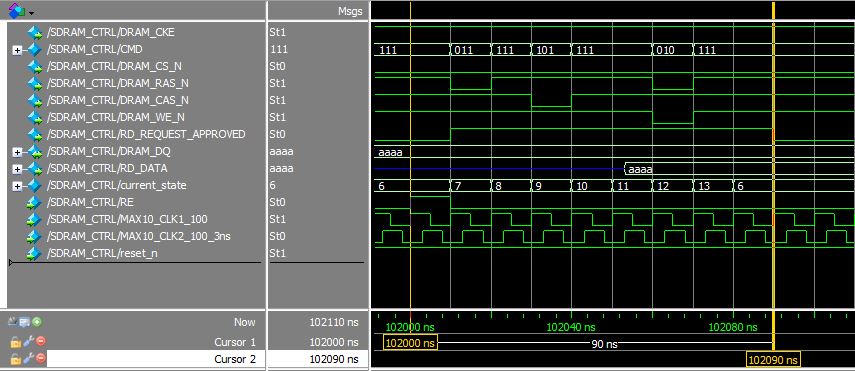 Msgs
/SDRAM_CTRL/DRAM_CKE St1
/SDRAM_CTRL/CMD 111 111 011 111 101 111 010 111
/SDRAM_CTRL/DRAM_CS_N St0
/SDRAM_CTRL/DRAM_RAS_N St1
/SDRAM_CTRL/DRAM_CAS_N St1
/SDRAM_CTRL/DRAM_WE_N St1
/SDRAM_CTRL/RD_REQUEST_APPROVED St0
/SDRAM_CTRL/DRAM_DQ aaaa aaaa
/SDRAM_CTRL/RD_DATA aaaa aaaa
/SDRAM_CTRL/current_state 6 6 7 8 9 10 11 12 13 6
/SDRAM_CTRL/RE St0
/SDRAM_CTRL/MAX10_CLK1_100 St1
/SDRAM_CTRL/MAX10_CLK2_100_3ns St0
/SDRAM_CTRL/reset_n St1
Now 102110 ns 102000 ns 102040 ns 102080 ns
Cursor 1 102000 ns 102000 ns 90 ns
Cursor 2 102090 ns 102090 ns